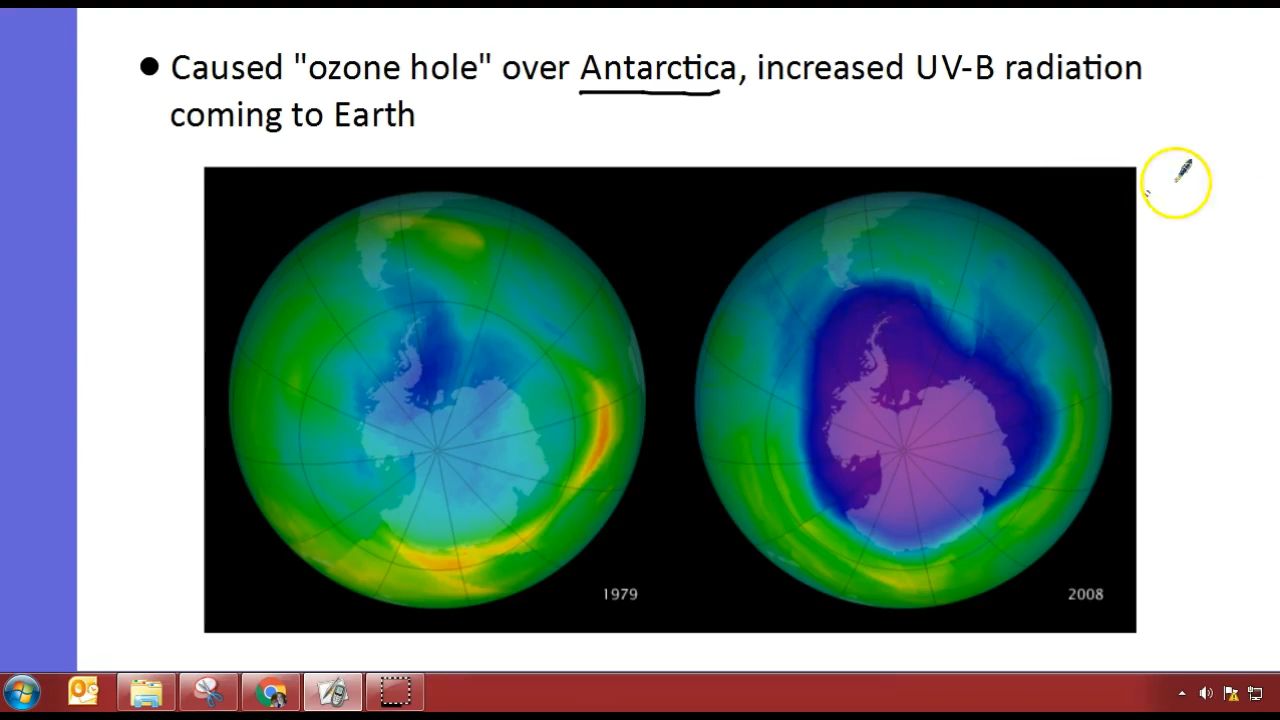 ● Caused "ozone hole" over Antarctica, increased UV-B radiation
coming to Earth
1979
2008